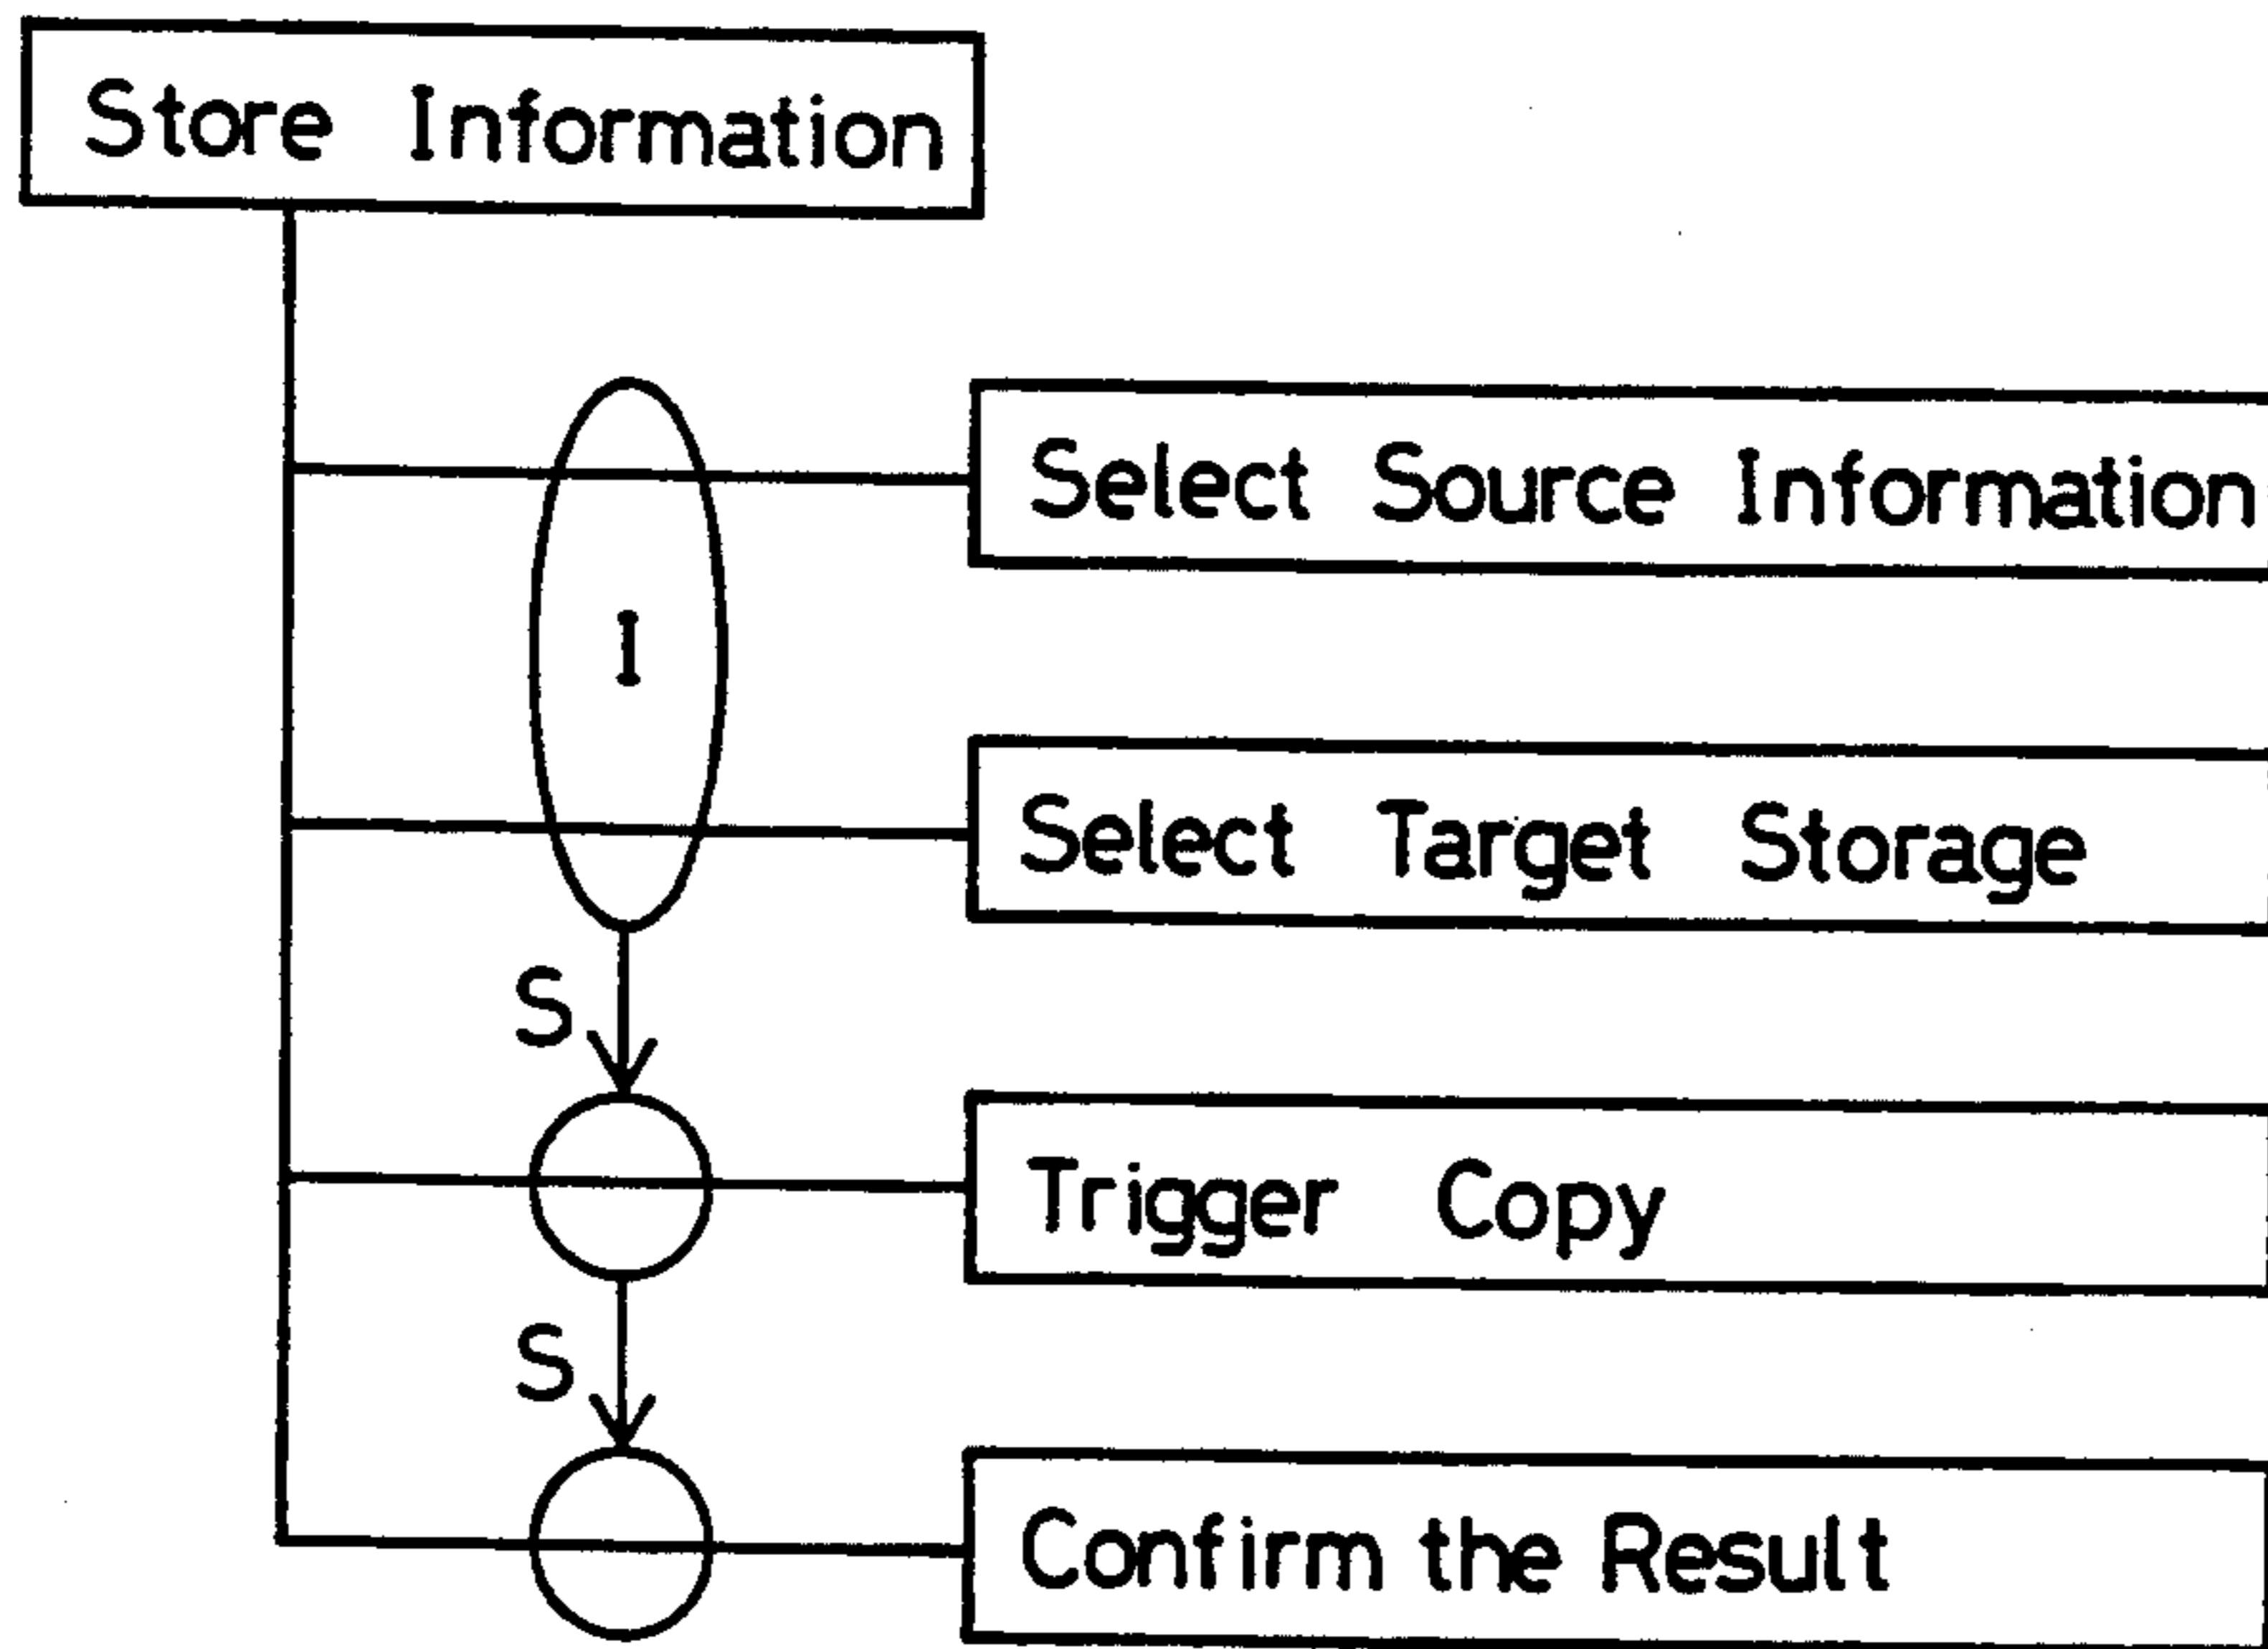 Store Information
Select Source Information
I
Select Target Storage
S
Trigger Copy
S
Confirm the Result